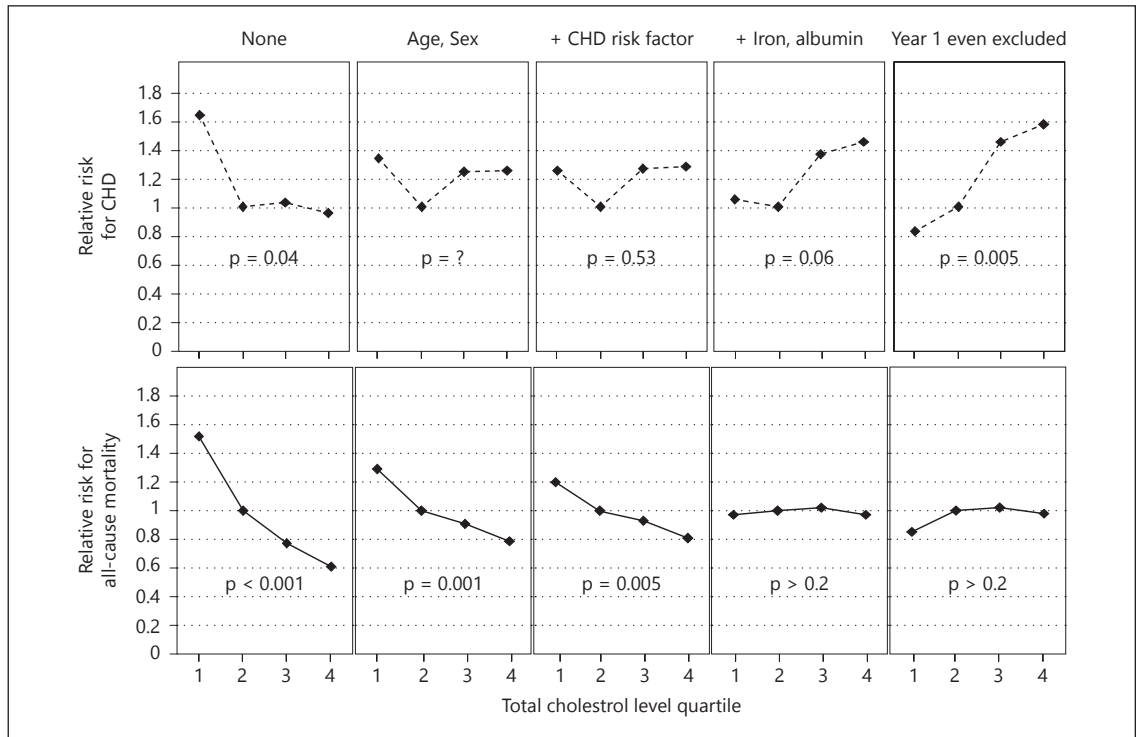 None Age, Sex + CHD risk factor + Iron, albumin Year 1 even excluded
Relative risk
for CHD
1.8
1.6
1.4
1.2
1
0.8
0.6
0.4
0.2
0
p = 0.04 p = ? p = 0.53 p = 0.06 p = 0.005
Relative risk for
all-cause mortality
1.8
1.6
1.4
1.2
1
0.8
0.6
0.4
0.2
0
p < 0.001 p = 0.001 p = 0.005 p > 0.2 p > 0.2
1 2 3 4 1 2 3 4 1 2 3 4 1 2 3 4 1 2 3 4
Total cholestrol level quartile